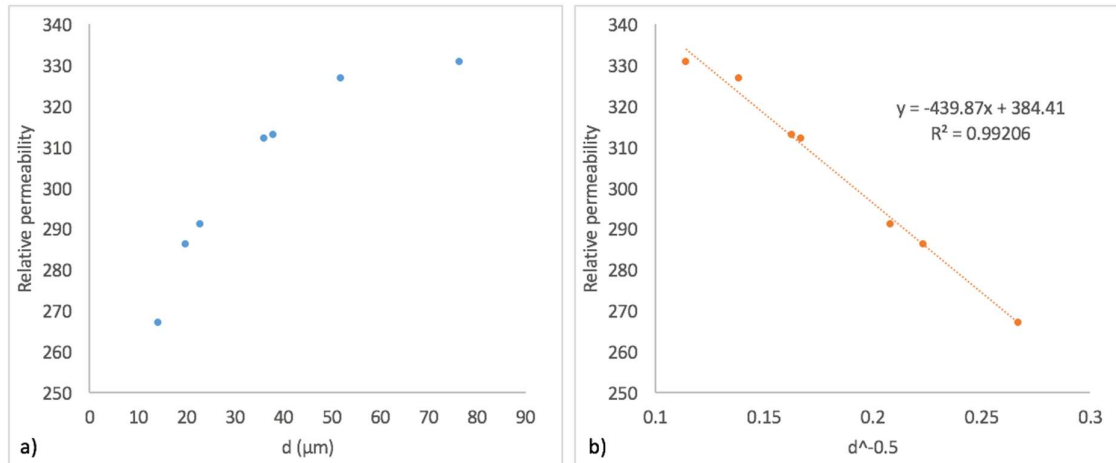 340
330
320
310
300
290
280
270
260
250
Relative permeability
0 10 20 30 40 50 60 70 80 90
a)
d (μm)
340
330
320
310
300
290
280
270
260
250
Relative permeability
y = -439.87x + 384.41
R² = 0.99206
0.1 0.15 0.2 0.25 0.3
b)
d^-0.5